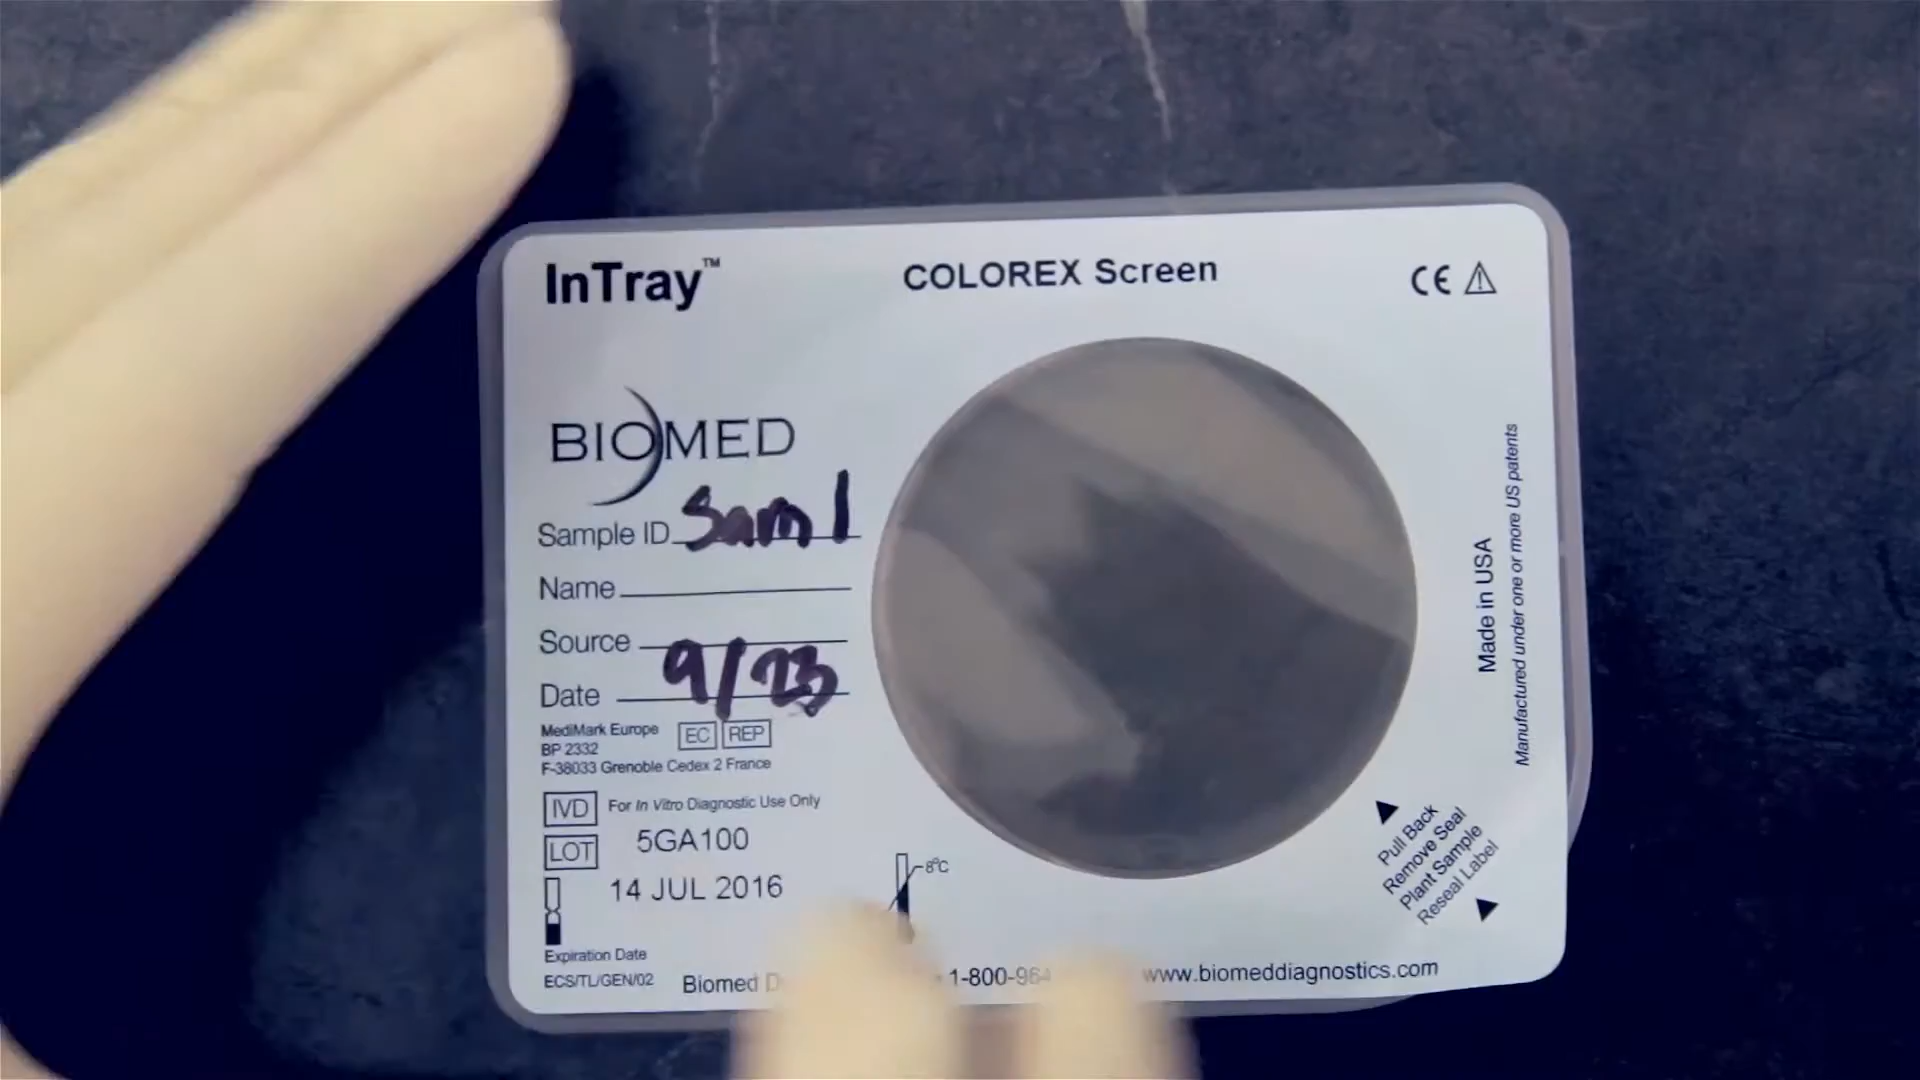 InTray™
COLOREX Screen
CE
BIOMED
Sample ID Sam 1
Name
Source
Date 9/23
MediMark Europe
BP 2332
F-38033 Grenoble Cedex 2 France
EC REP
IVD For In Vitro Diagnostic Use Only
LOT 5GA100
14 JUL 2016
Expiration Date
8°C
ECS/TL/GEN/02
Biomed
1-800-964
www.biomeddiagnostics.com
Pull Back
Remove Seal
Plant Sample
Reseal Label
Made in USA
Manufactured under one or more US patents